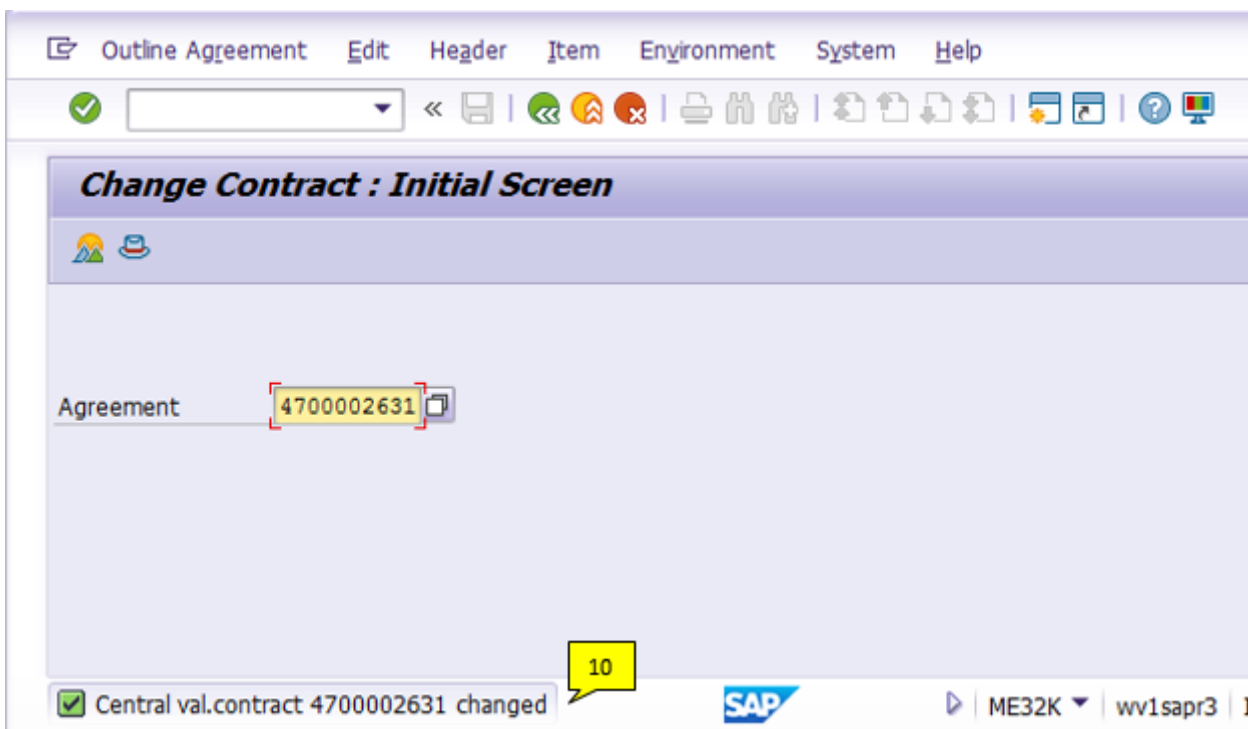 Outline Agreement Edit Header Item Environment System Help
Change Contract : Initial Screen
Agreement 4700002631
10
Central val.contract 4700002631 changed SAP ME32K wv1sapr3